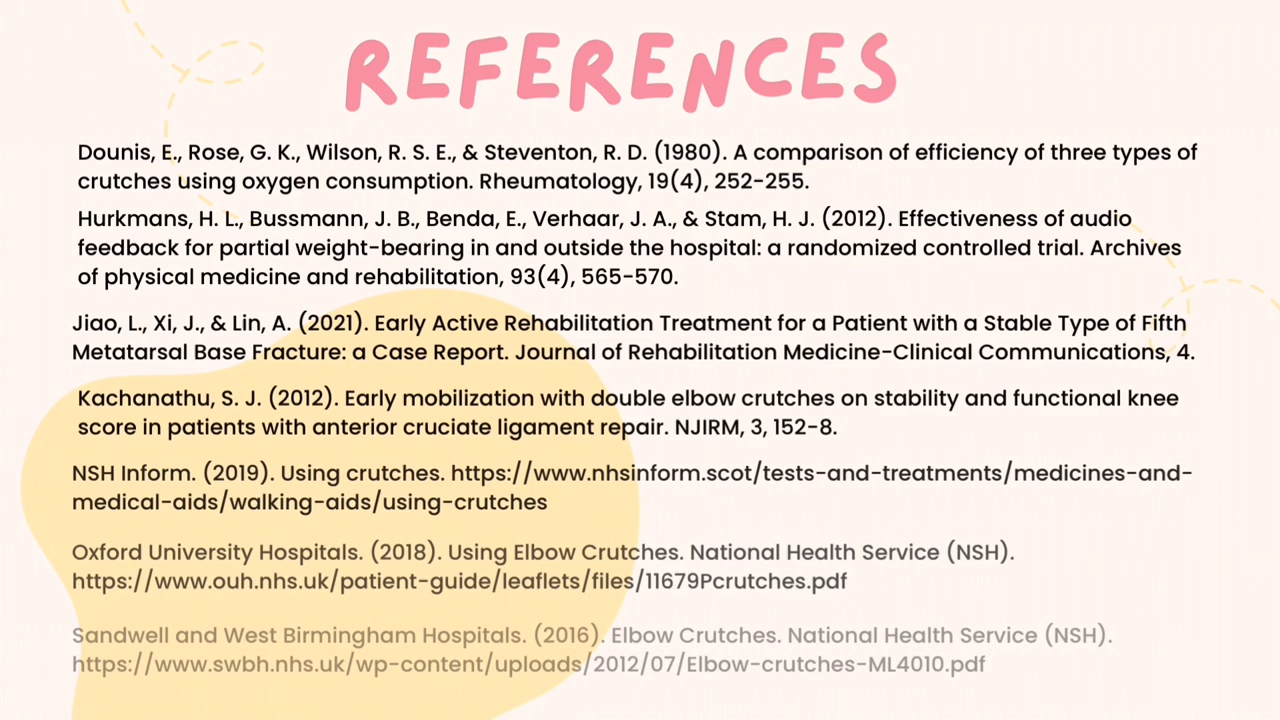 REFERENCES
Dounis, E., Rose, G. K., Wilson, R. S. E., & Steventon, R. D. (1980). A comparison of efficiency of three types of
crutches using oxygen consumption. Rheumatology, 19(4), 252-255.
Hurkmans, H. L., Bussmann, J. B., Benda, E., Verhaar, J. A., & Stam, H. J. (2012). Effectiveness of audio
feedback for partial weight-bearing in and outside the hospital: a randomized controlled trial. Archives
of physical medicine and rehabilitation, 93(4), 565-570.
Jiao, L., Xi, J., & Lin, A. (2021). Early Active Rehabilitation Treatment for a Patient with a Stable Type of Fifth
Metatarsal Base Fracture: a Case Report. Journal of Rehabilitation Medicine-Clinical Communications, 4.
Kachanathu, S. J. (2012). Early mobilization with double elbow crutches on stability and functional knee
score in patients with anterior cruciate ligament repair. NJIRM, 3, 152-8.
NSH Inform. (2019). Using crutches. https://www.nhsinform.scot/tests-and-treatments/medicines-and-
medical-aids/walking-aids/using-crutches
Oxford University Hospitals. (2018). Using Elbow Crutches. National Health Service (NSH).
https://www.ouh.nhs.uk/patient-guide/leaflets/files/11679Pcrutches.pdf
Sandwell and West Birmingham Hospitals. (2016). Elbow Crutches. National Health Service (NSH).
https://www.swbh.nhs.uk/wp-content/uploads/2012/07/Elbow-crutches-ML4010.pdf